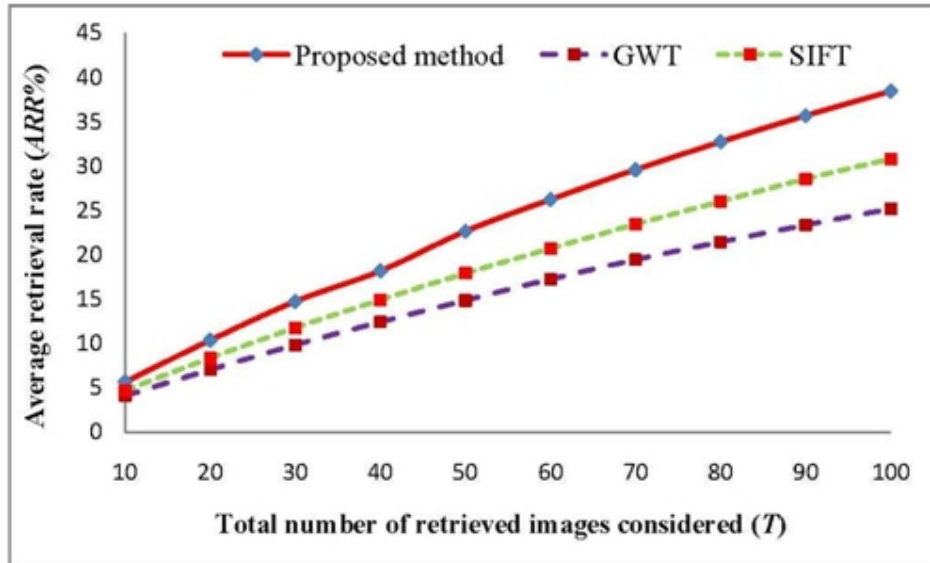 45
Proposed method GWT SIFT
40
35
30
25
20
15
10
5
0
Average retrieval rate (ARR%)
10 20 30 40 50 60 70 80 90 100
Total number of retrieved images considered (T)